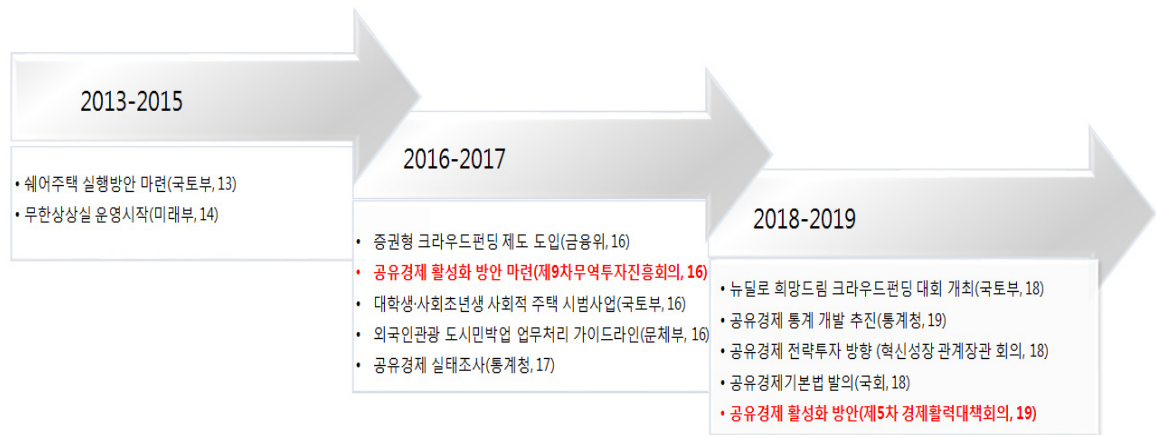 2013-2015
• 쉐어주택 실행방안 마련(국토부, 13)
• 무한상상실 운영시작(미래부, 14)
2016-2017
• 증권형 크라우드펀딩 제도 도입(금융위, 16)
• 공유경제 활성화 방안 마련(제9차무역투자진흥회의, 16)
• 대학생·사회초년생 사회적 주택 시범사업(국토부, 16)
• 외국인관광 도시민박업 업무처리 가이드라인(문체부, 16)
• 공유경제 실태조사(통계청, 17)
2018-2019
• 뉴딜로 희망드림 크라우드펀딩 대회 개최(국토부, 18)
• 공유경제 통계 개발 추진(통계청, 19)
• 공유경제 전략투자 방향 (혁신성장 관계장관 회의, 18)
• 공유경제기본법 발의(국회, 18)
• 공유경제 활성화 방안(제5차 경제활력대책회의, 19)